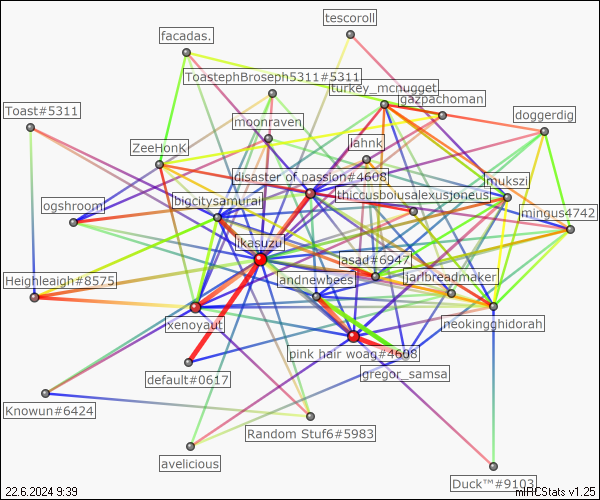 tescoroll
facadas.
ToastephBroseph5311#5311
turkey_mcnugget
gazpachoman
Toast#5311
moonraven
doggerdig
ZeeHonK
lahnk
disaster of passion#4608
mukszi
bigcitysamurai
thiccusboiusalexusjoneus
ogshroom
mingus4742
ikasuzu
lasad#6947
Heighleaigh#8575
andnewbees
jarlbreadmaker
xenoyaut
neokingghidorah
pink hair woag#4608
gregor_samsa
default#0617
Knowun#6424
Random Stuf6#5983
avelicious
Duck™#9103
22.6.2024 9:39
mIRCStats v1.25